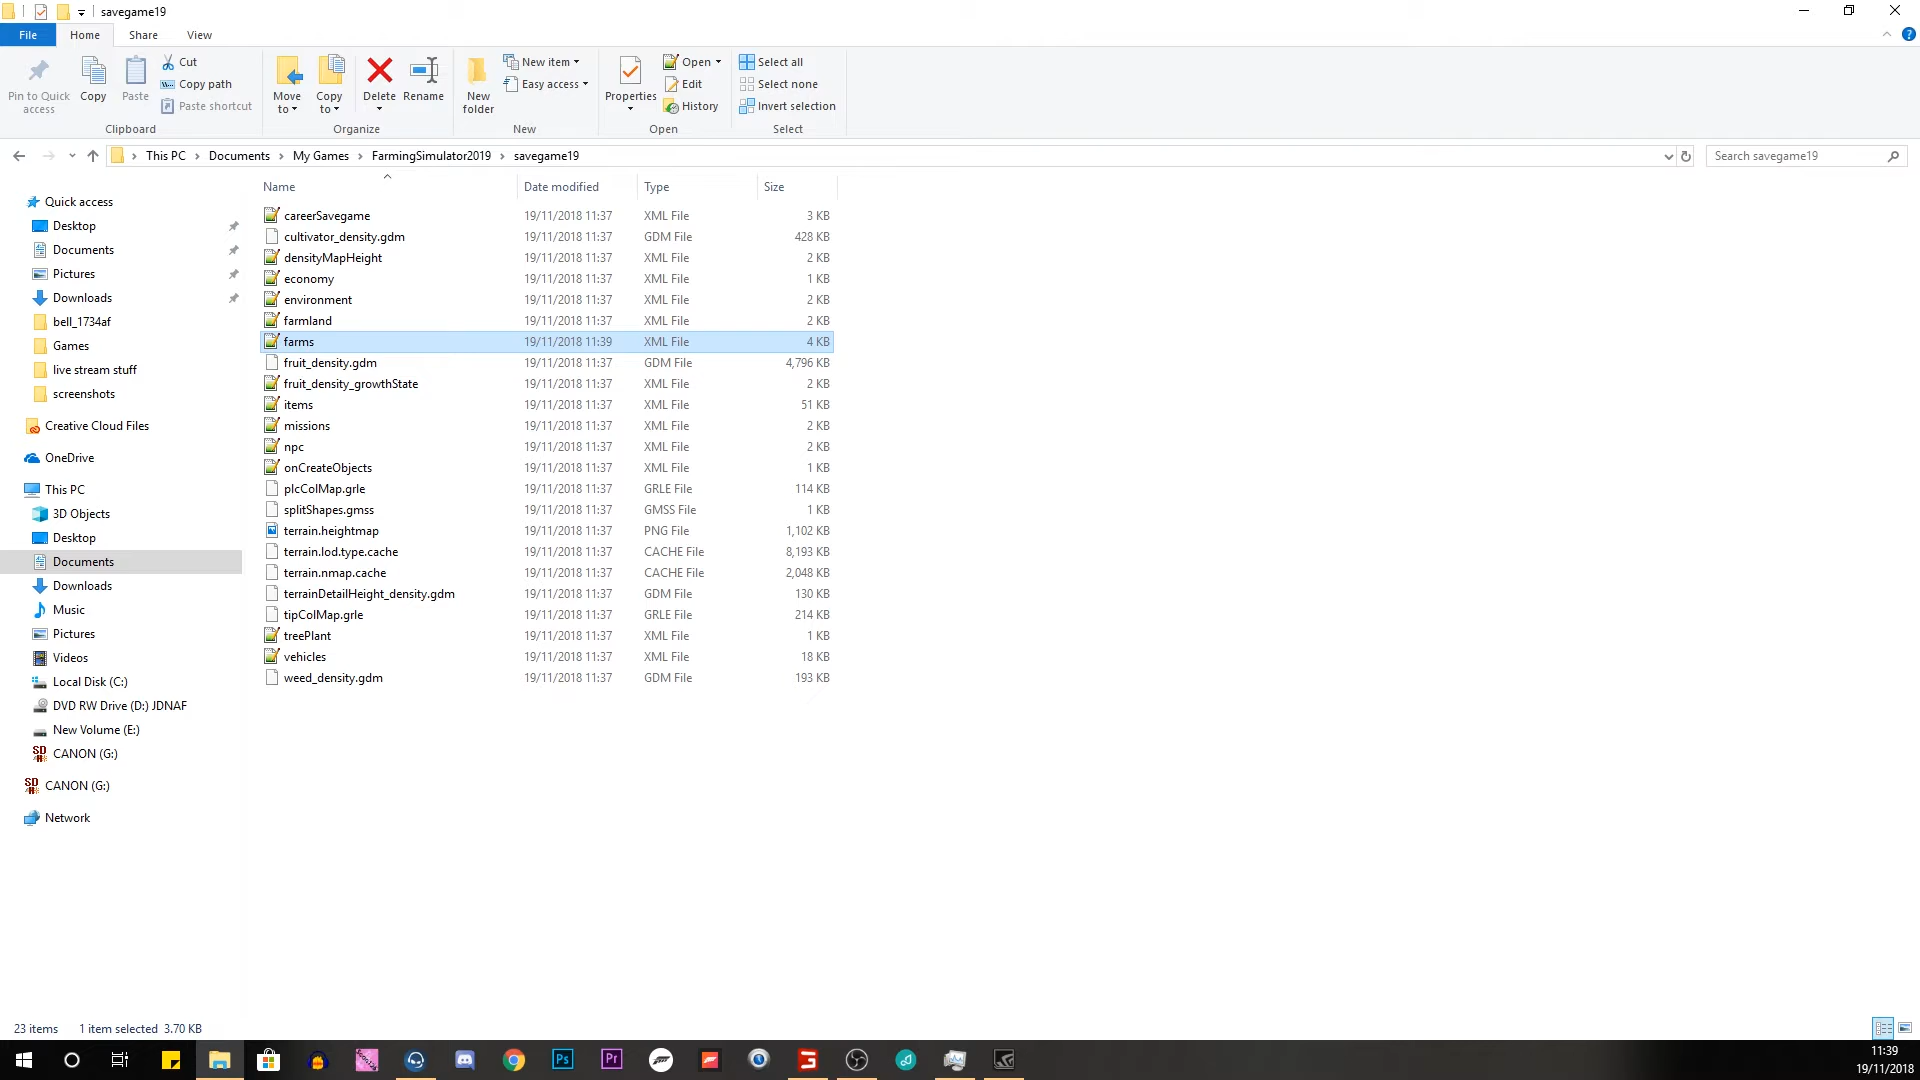 savegame19
File Home Share View
Pin to Quick access
Copy
Paste
Cut
Copy path
Paste shortcut
Clipboard
Move to
Copy to
Delete
Rename
Organize
New folder
New item
Easy access
New
Properties
Open
Edit
History
Open
Select all
Select none
Invert selection
Select
This PC Documents My Games FarmingSimulator2019 savegame19
Search savegame19
Quick access
Desktop
Documents
Pictures
Downloads
bell_1734af
Games
live stream stuff
screenshots
Creative Cloud Files
OneDrive
This PC
3D Objects
Desktop
Documents
Downloads
Music
Pictures
Videos
Local Disk (C:)
DVD RW Drive (D:) JDNAF
New Volume (E:)
CANON (G:)
CANON (G:)
Network
Name Date modified Type Size
careerSavegame 19/11/2018 11:37 XML File 3 KB
cultivator_density.gdm 19/11/2018 11:37 GDM File 428 KB
densityMapHeight 19/11/2018 11:37 XML File 2 KB
economy 19/11/2018 11:37 XML File 1 KB
environment 19/11/2018 11:37 XML File 2 KB
farmland 19/11/2018 11:37 XML File 2 KB
farms 19/11/2018 11:39 XML File 4 KB
fruit_density.gdm 19/11/2018 11:37 GDM File 4,796 KB
fruit_density_growthState 19/11/2018 11:37 XML File 2 KB
items 19/11/2018 11:37 XML File 51 KB
missions 19/11/2018 11:37 XML File 2 KB
npc 19/11/2018 11:37 XML File 2 KB
onCreateObjects 19/11/2018 11:37 XML File 1 KB
plcColMap.grle 19/11/2018 11:37 GRLE File 114 KB
splitShapes.gmss 19/11/2018 11:37 GMSS File 1 KB
terrain.heightmap 19/11/2018 11:37 PNG File 1,102 KB
terrain.lod.type.cache 19/11/2018 11:37 CACHE File 8,193 KB
terrain.nmap.cache 19/11/2018 11:37 CACHE File 2,048 KB
terrainDetailHeight_density.gdm 19/11/2018 11:37 GDM File 130 KB
tipColMap.grle 19/11/2018 11:37 GRLE File 214 KB
treePlant 19/11/2018 11:37 XML File 1 KB
vehicles 19/11/2018 11:37 XML File 18 KB
weed_density.gdm 19/11/2018 11:37 GDM File 193 KB
23 items 1 item selected 3.70 KB
Ps
Pr
11:39
19/11/2018